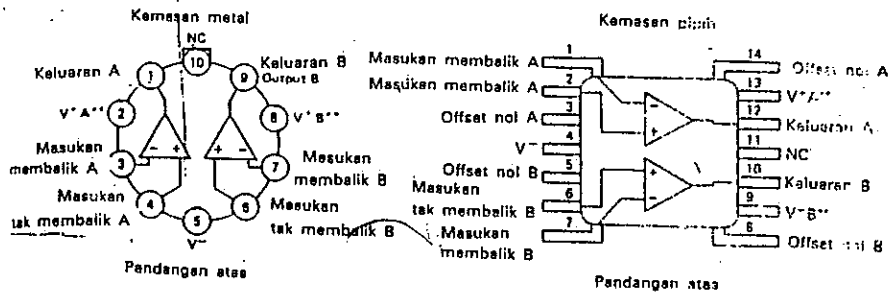 Kemasan metal
NC
10
Keluaran A
1
9
Keluaran B
Output B
2
V+A**
8
V+B**
Masukan
membalik A
3
- +
+ -
7
Masukan
membalik B
Masukan
tak membalik A
4
5
V-
6
Masukan
tak membalik B
Pandangan atas
Kemasan
Masukan membalik A
1
Masukan membalik A
2
Offset nol A
3
V-
4
Offset nol B
5
Masukan
tak membalik B
6
Masukan
membalik B
7
-
+
+
-
14
Offset nol A
13
V+A**
12
Keluaran A
11
NC
10
Keluaran B
9
V+B**
8
Offset nol B
Pandangan atas